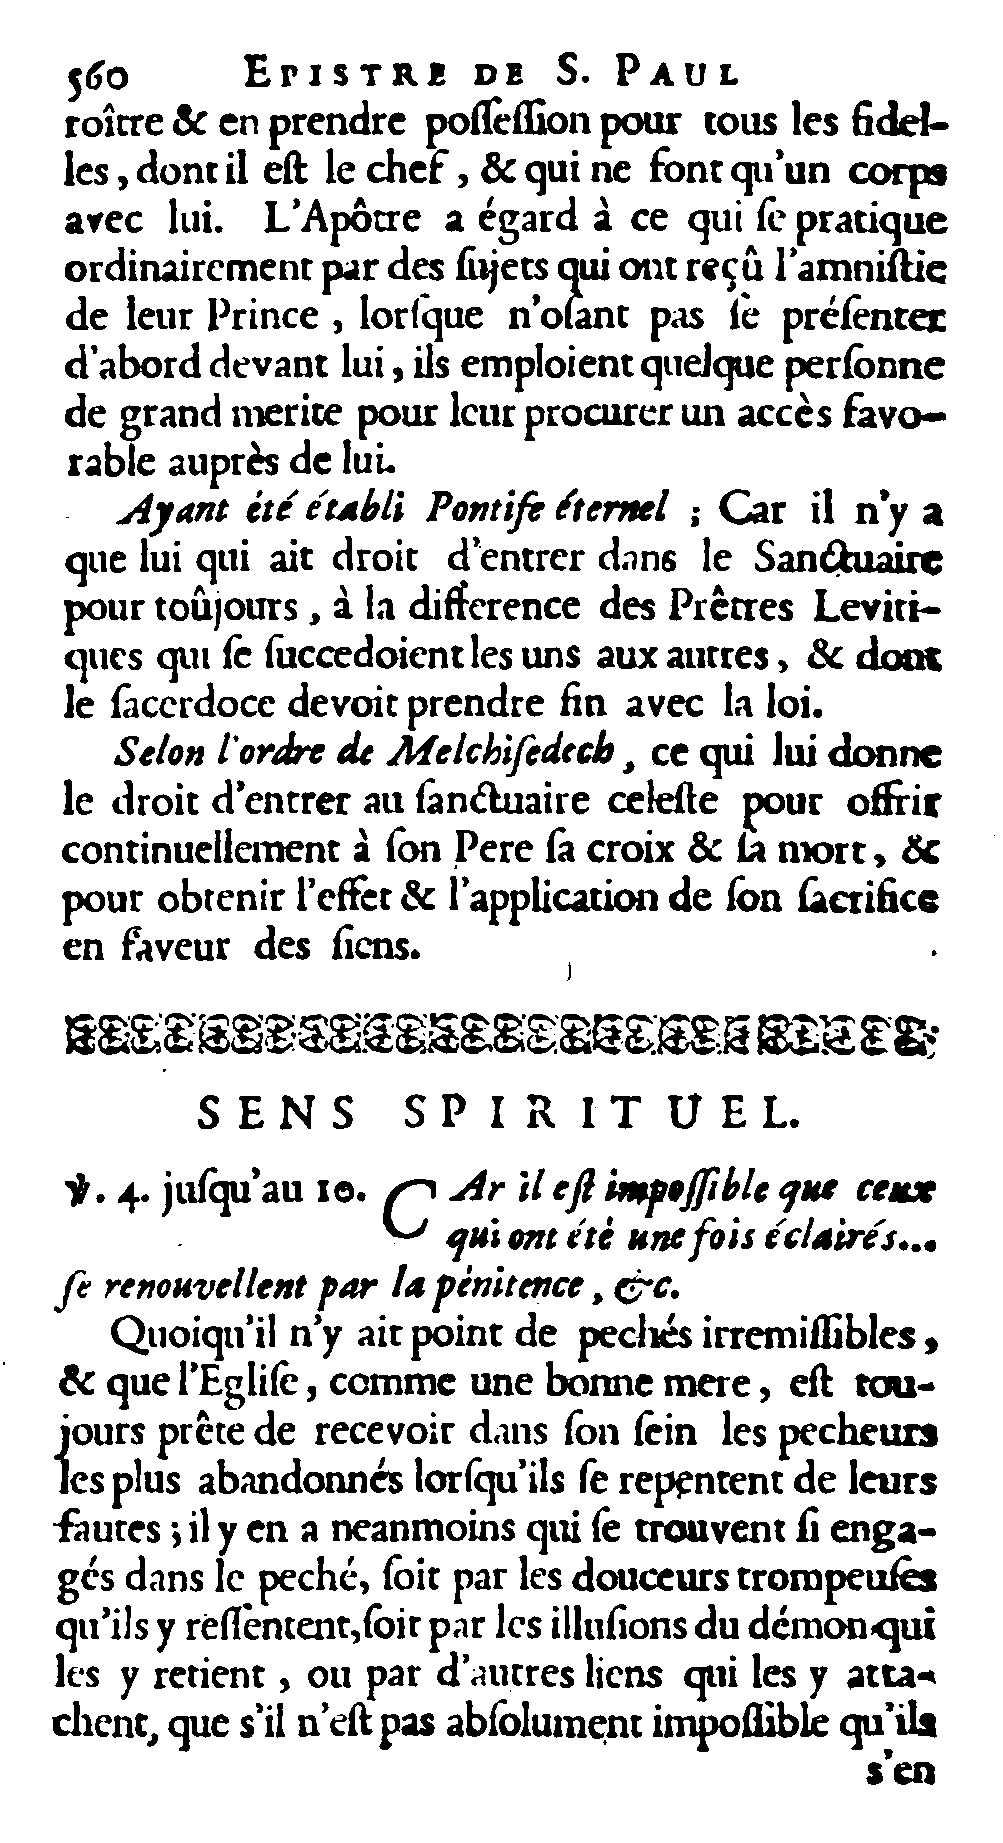 560 EPISTRE DE S. PAUL
roître & en prendre poſſeſſion pour tous les fidel-
les, dont il eſt le chef, & qui ne font qu'un corps
avec lui. L'Apôtre a égard à ce qui ſe pratique
ordinairement par des ſujets qui ont reçû l'amniſtie
de leur Prince, lorſque n'oſant pas ſe préſenter
d'abord devant lui, ils emploient quelque perſonne
de grand merite pour leur procurer un accès favo-
rable auprès de lui.
Ayant été établi Pontife éternel ; Car il n'y a
que lui qui ait droit d'entrer dans le Sanctuaire
pour toûjours, à la difference des Prêtres Leviti-
ques qui ſe ſuccedoient les uns aux autres, & dont
le ſacerdoce devoit prendre fin avec la loi.
Selon l'ordre de Melchiſedech, ce qui lui donne
le droit d'entrer au ſanctuaire celeſte pour offrir
continuellement à ſon Pere ſa croix & ſa mort, &
pour obtenir l'effet & l'application de ſon ſacrifice
en faveur des ſiens.
SENS SPIRITUEL.
℣. 4. juſqu'au 10. CAr il eſt impoſſible que ceux
qui ont été une fois éclairés...
ſe renouvellent par la pénitence, &c.
Quoiqu'il n'y ait point de pechés irremiſſibles,
& que l'Egliſe, comme une bonne mere, eſt tou-
jours prête de recevoir dans ſon ſein les pecheurs
les plus abandonnés lorſqu'ils ſe repentent de leurs
fautes ; il y en a neanmoins qui ſe trouvent ſi enga-
gés dans le peché, ſoit par les douceurs trompeuſes
qu'ils y reſſentent, ſoit par les illuſions du démon qui
les y retient, ou par d'autres liens qui les y atta-
chent, que s'il n'eſt pas abſolument impoſſible qu'ils
s'en